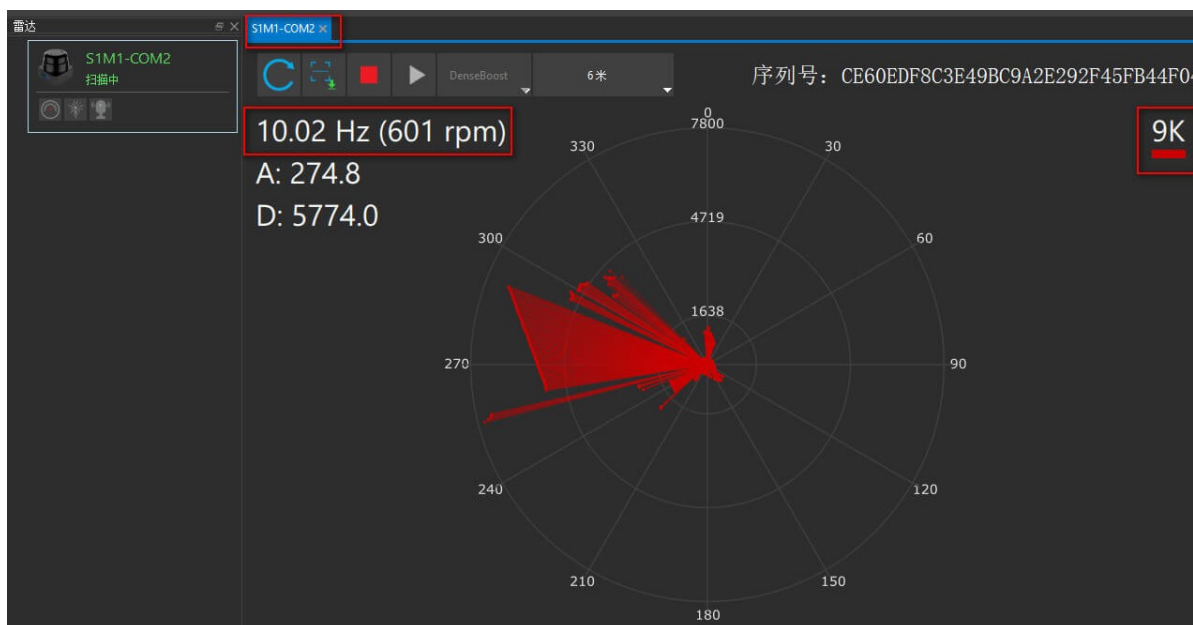 雷达
S1M1-COM2
S1M1-COM2
扫描中
DenseBoost
6米
序列号: CE60EDF8C3E49BC9A2E292F45FB44F04
10.02 Hz (601 rpm)
9K
A: 274.8
D: 5774.0
0
7800
330
30
4719
300
60
1638
270
90
240
120
210
150
180